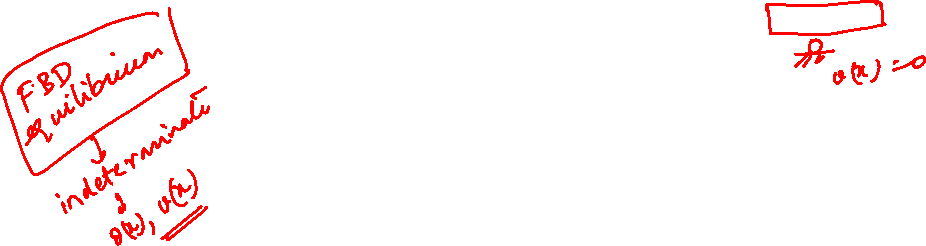 FBD
equilibrium
indeterminate
θ(x), v(x)
v(x) = 0